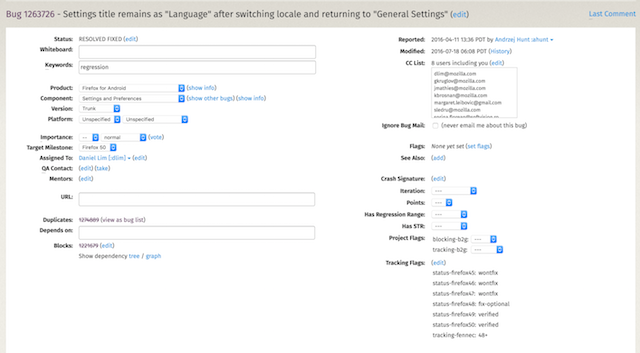 Bug 1263726 - Settings title remains as "Language" after switching locale and returning to "General Settings" (edit)
Last Comment
Status: RESOLVED FIXED (edit)
Whiteboard:
Keywords: regression
Product: Firefox for Android (show info)
Component: Settings and Preferences (show other bugs) (show info)
Version: Trunk
Platform: Unspecified Unspecified
Importance: -- normal (vote)
Target Milestone: Firefox 50
Assigned To: Daniel Lim [:dlim] (edit)
QA Contact: (edit) (take)
Mentors: (edit)
URL:
Duplicates: 1274889 (view as bug list)
Depends on:
Blocks: 1221679 (edit)
Show dependency tree / graph
Reported: 2016-04-11 13:36 PDT by Andrzej Hunt :ahunt
Modified: 2016-07-18 06:08 PDT (History)
CC List: 8 users including you (edit)
dlim@mozilla.com
gkruglov@mozilla.com
jmathies@mozilla.com
kbrosnan@mozilla.com
margaret.leibovic@gmail.com
sledru@mozilla.com
Ignore Bug Mail: (never email me about this bug)
Flags: None yet set (set flags)
See Also: (add)
Crash Signature: (edit)
Iteration: ---
Points: ---
Has Regression Range: ---
Has STR: ---
Project Flags: blocking-b2g: ---
tracking-b2g: ---
Tracking Flags: (edit)
status-firefox45: wontfix
status-firefox46: wontfix
status-firefox47: wontfix
status-firefox48: fix-optional
status-firefox49: verified
status-firefox50: verified
tracking-fennec: 48+